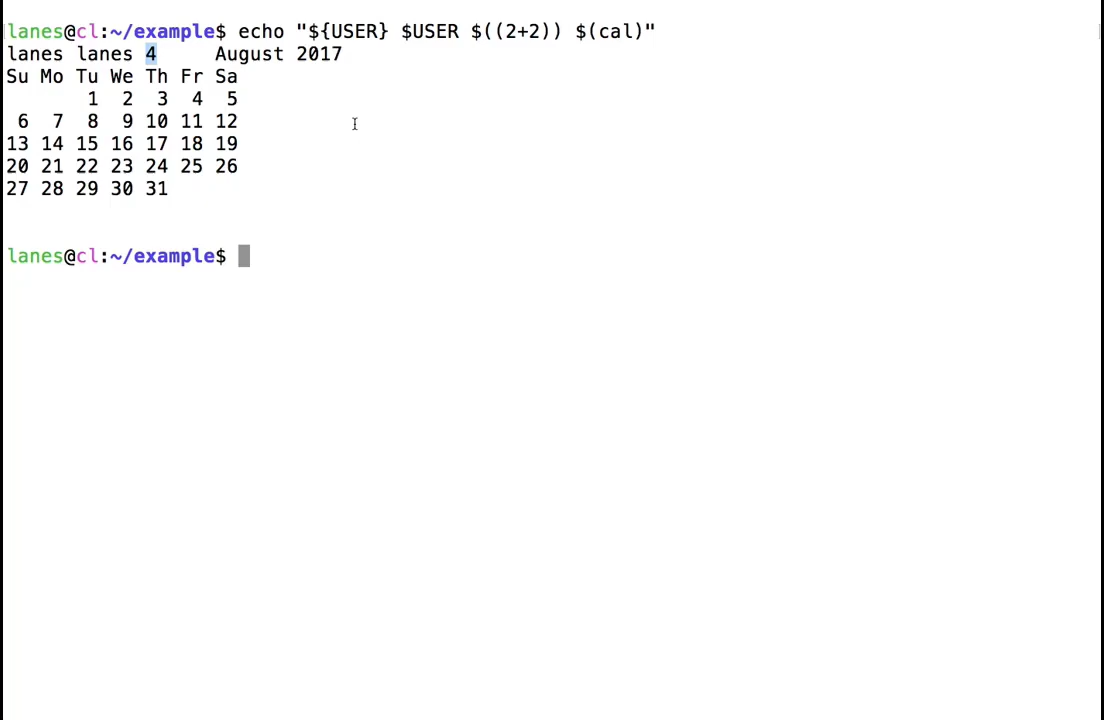 lanes@cl:~/example$ echo "${USER} $USER $((2+2)) $(cal)"
lanes lanes 4     August 2017
Su Mo Tu We Th Fr Sa
       1  2  3  4  5
 6  7  8  9 10 11 12
13 14 15 16 17 18 19
20 21 22 23 24 25 26
27 28 29 30 31
lanes@cl:~/example$